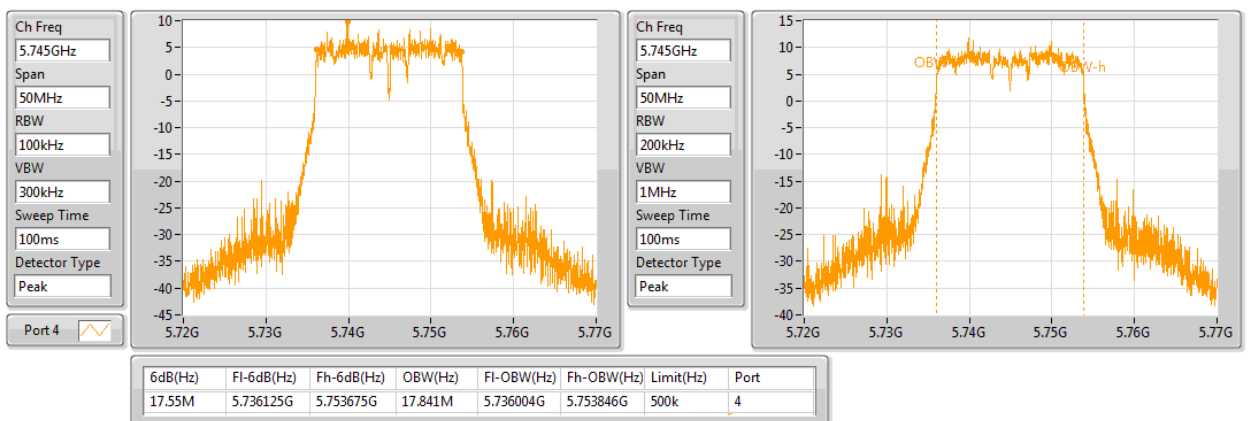 Ch Freq
5.745GHz
Span
50MHz
RBW
100kHz
VBW
300kHz
Sweep Time
100ms
Detector Type
Peak
Port 4
10
5
0
-5
-10
-15
-20
-25
-30
-35
-40
-45
5.72G 5.73G 5.74G 5.75G 5.76G 5.77G
Ch Freq
5.745GHz
Span
50MHz
RBW
200kHz
VBW
1MHz
Sweep Time
100ms
Detector Type
Peak
15
10
5
0
-5
-10
-15
-20
-25
-30
-35
-40
5.72G 5.73G 5.74G 5.75G 5.76G 5.77G
6dB(Hz) Fl-6dB(Hz) Fh-6dB(Hz) OBW(Hz) Fl-OBW(Hz) Fh-OBW(Hz) Limit(Hz) Port
17.55M 5.736125G 5.753675G 17.841M 5.736004G 5.753846G 500k 4